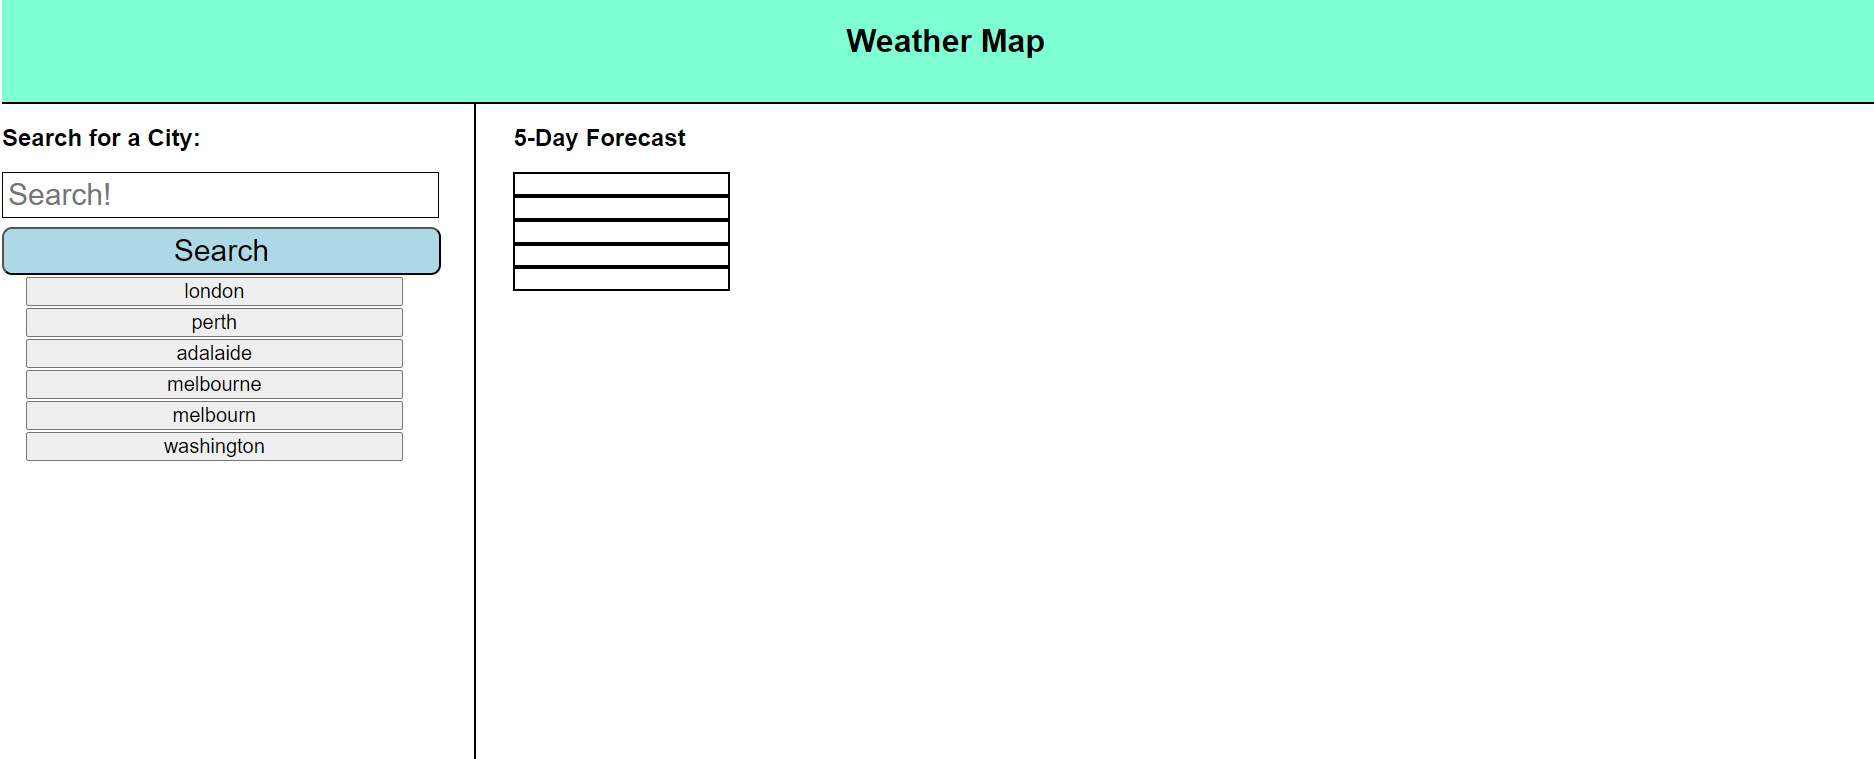 Weather Map
Search for a City:
Search!
Search
london
perth
adalaide
melbourne
melbourn
washington
5-Day Forecast